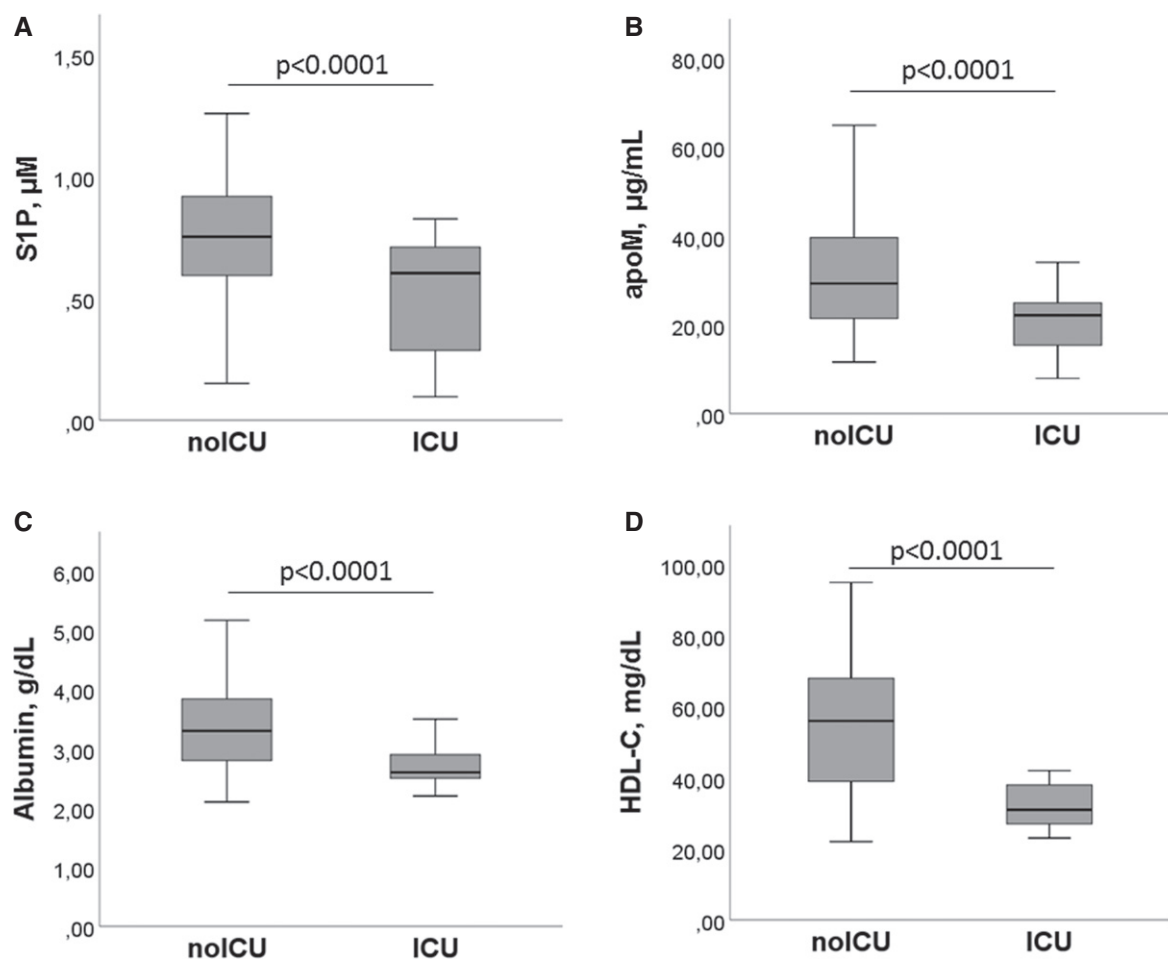 A
1,50
p<0.0001
1,00
S1P, µM
,50
,00
noICU ICU
B
80,00
p<0.0001
60,00
apoM, µg/mL
40,00
20,00
,00
noICU ICU
C
6,00
p<0.0001
5,00
4,00
Albumin, g/dL
3,00
2,00
1,00
,00
noICU ICU
D
100,00
p<0.0001
80,00
HDL-C, mg/dL
60,00
40,00
20,00
,00
noICU ICU